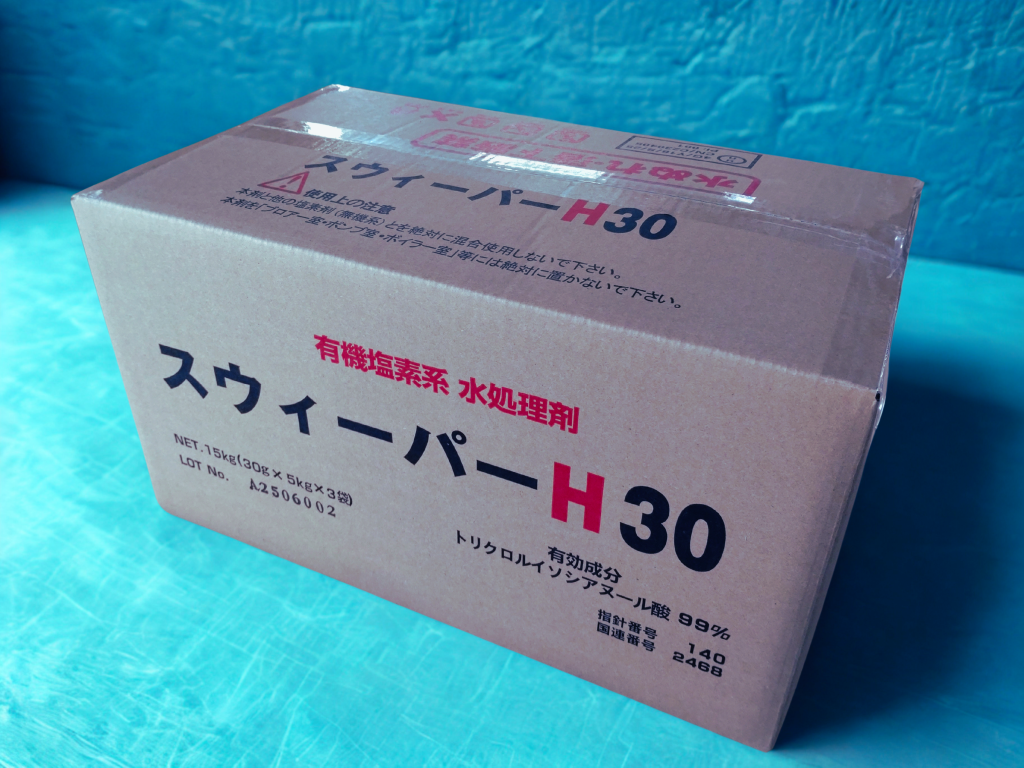 水ぬれ注意
スウィーパーH30
使用上の注意
本剤と他の塩素剤(無機系)とを絶対に混合使用しないで下さい。
本剤を「ブロアー室・ポンプ室・ボイラー室」等には絶対に置かないで下さい。
有機塩素系 水処理剤
スウィーパーH30
NET.15kg(30g×5kg×3袋)
LOT No. A2506002
有効成分
トリクロルイソシアヌール酸 99%
指針番号 140
国連番号 2468